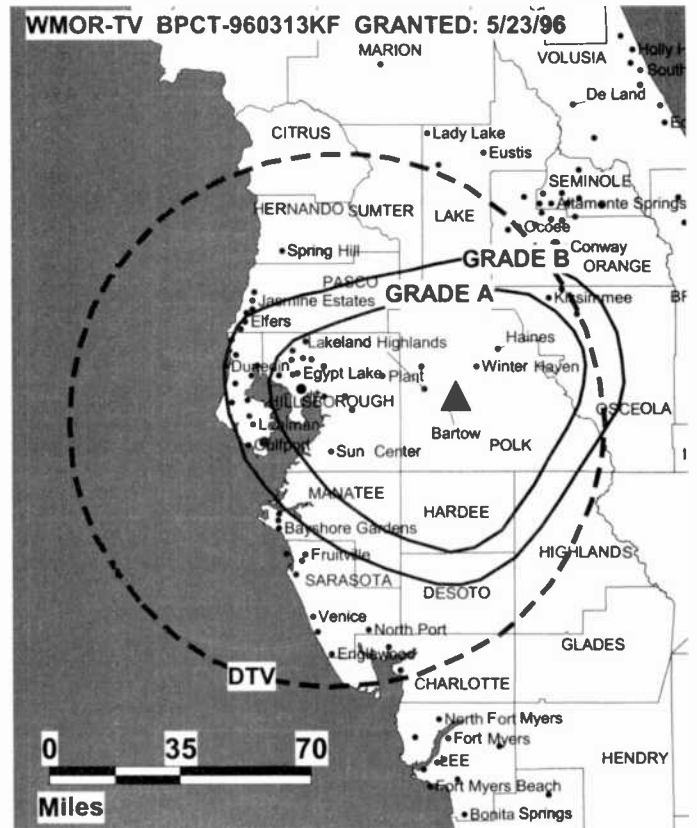 WMOR-TV BPCT-960313KF GRANTED: 5/23/96
MARION
VOLUSIA
Holly H
South
De Land
CITRUS
Lady Lake
Eustis
SEMINOLE
Altamonte Springs
HERNANDO
SUMTER
LAKE
Ocoee
Spring Hill
GRADE B
Conway
ORANGE
PASCO
GRADE A
Kissimmee
Jasmine Estates
Elfers
Lakeland Highlands
Haines
Dunedin
Egypt Lake
Plant
Winter Haven
HILLSBOROUGH
OSCEOLA
Lealman
Bartow
Gulfport
Sun Center
POLK
MANATEE
HARDEE
Bayshore Gardens
Fruitville
HIGHLANDS
SARASOTA
DESOTO
Venice
North Port
GLADES
Englewood
DTV
CHARLOTTE
North Fort Myers
0 35 70
Fort Myers
LEE
HENDRY
Fort Myers Beach
Miles
Bonita Springs